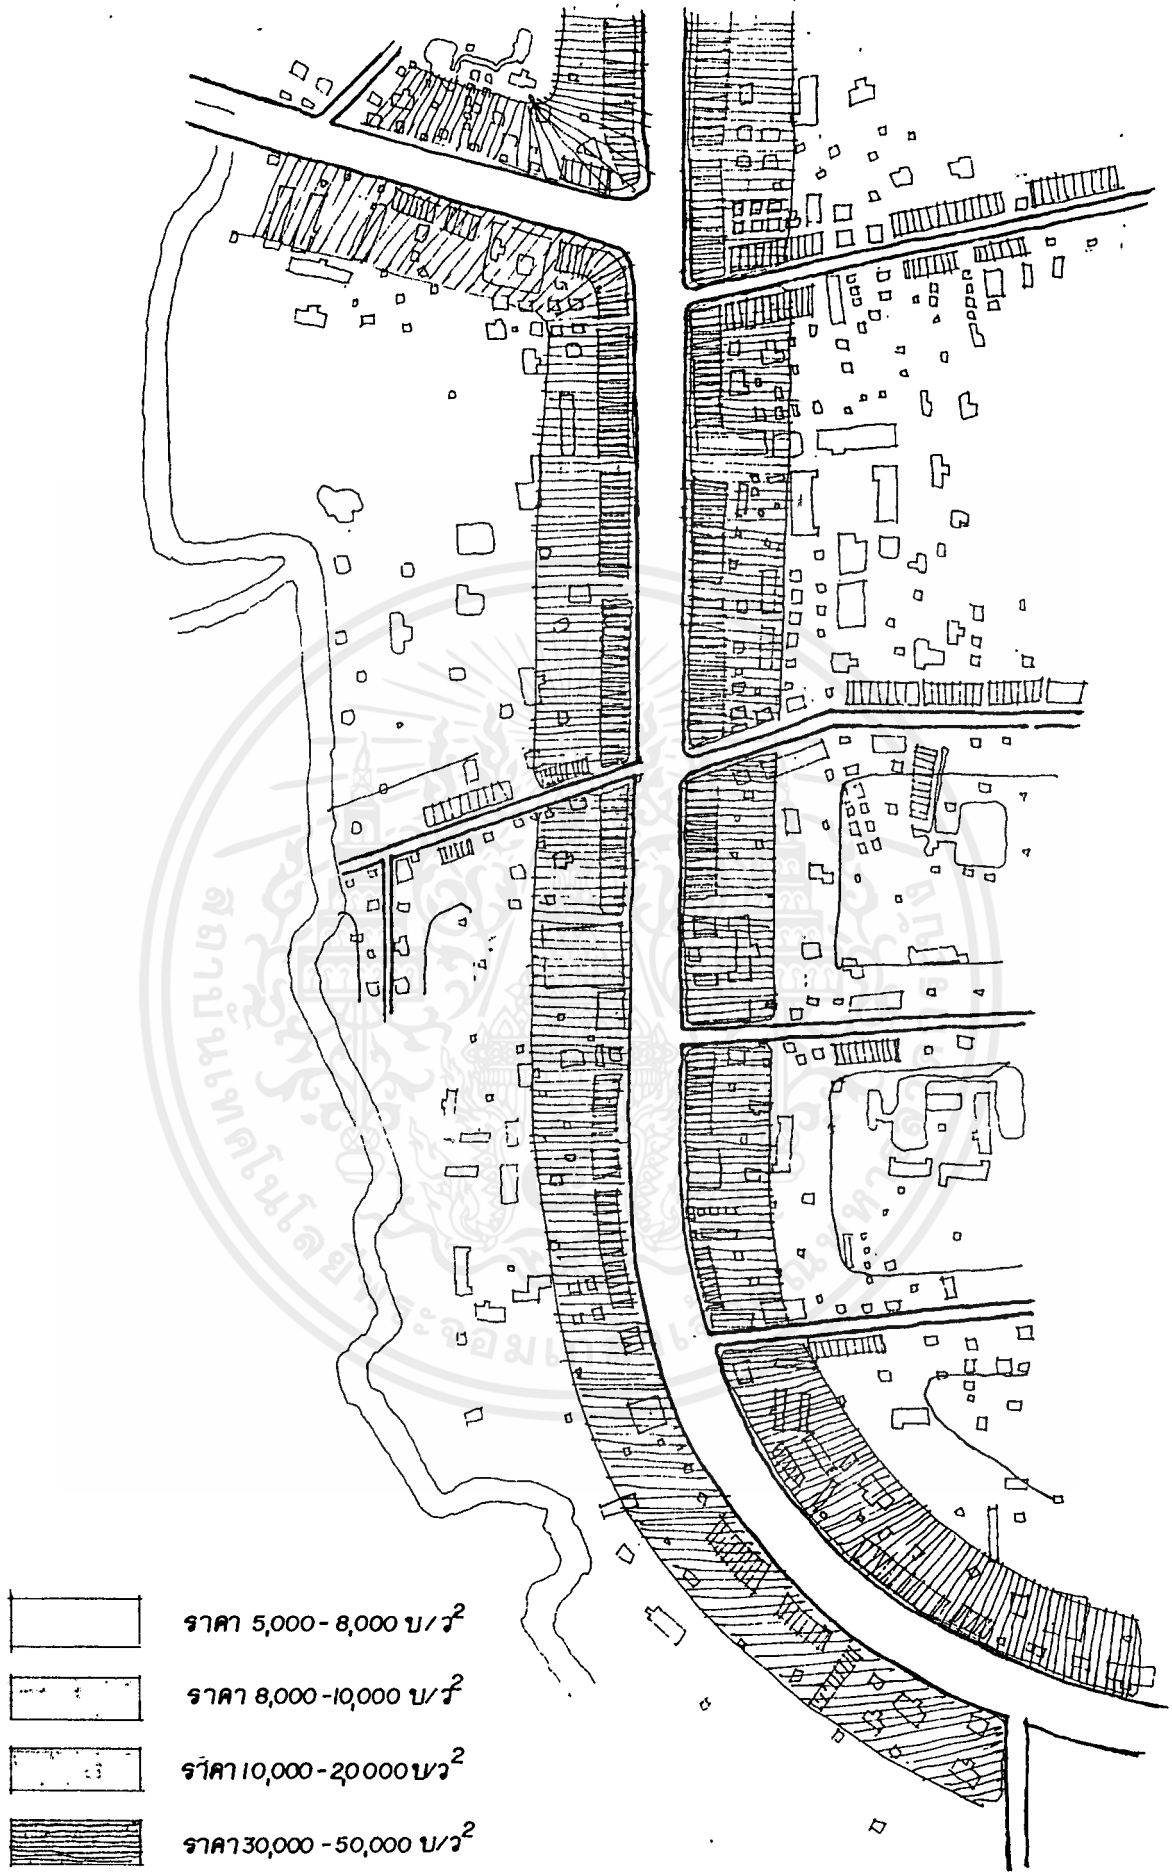 ราคา 5,000-8,000 บ/ว²
ราคา 8,000-10,000 บ/ว²
ราคา 10,000-20000 บ/ว²
ราคา 30,000-50,000 บ/ว²